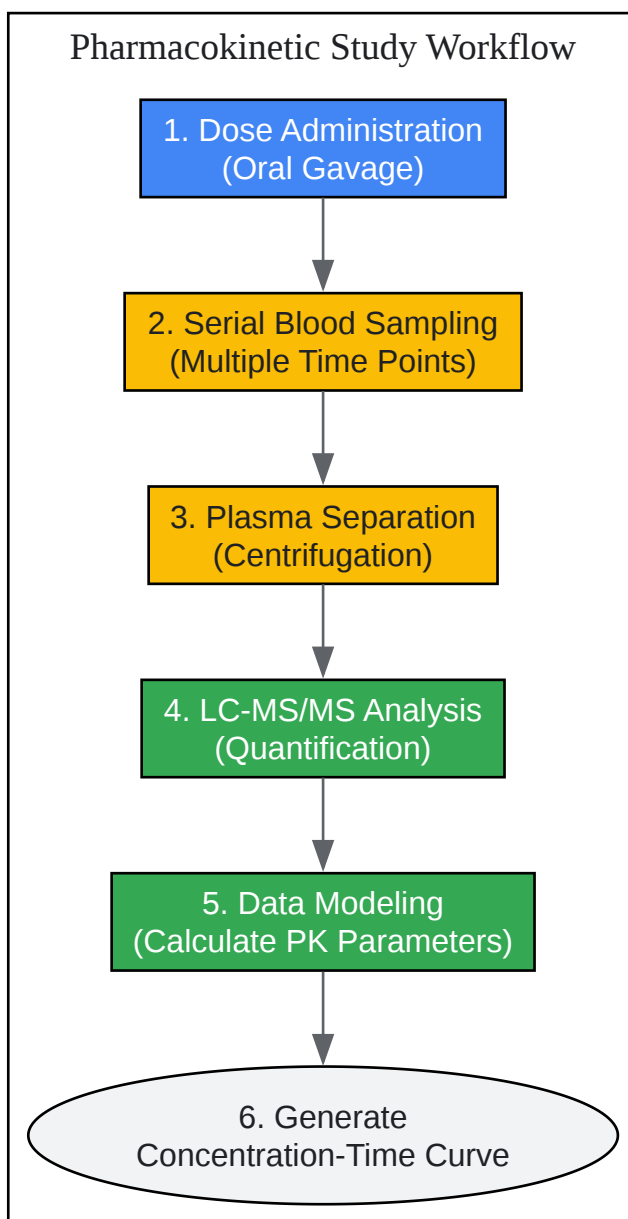 Pharmacokinetic Study Workflow
1. Dose Administration
(Oral Gavage)
2. Serial Blood Sampling
(Multiple Time Points)
3. Plasma Separation
(Centrifugation)
4. LC-MS/MS Analysis
(Quantification)
5. Data Modeling
(Calculate PK Parameters)
6. Generate
Concentration-Time Curve